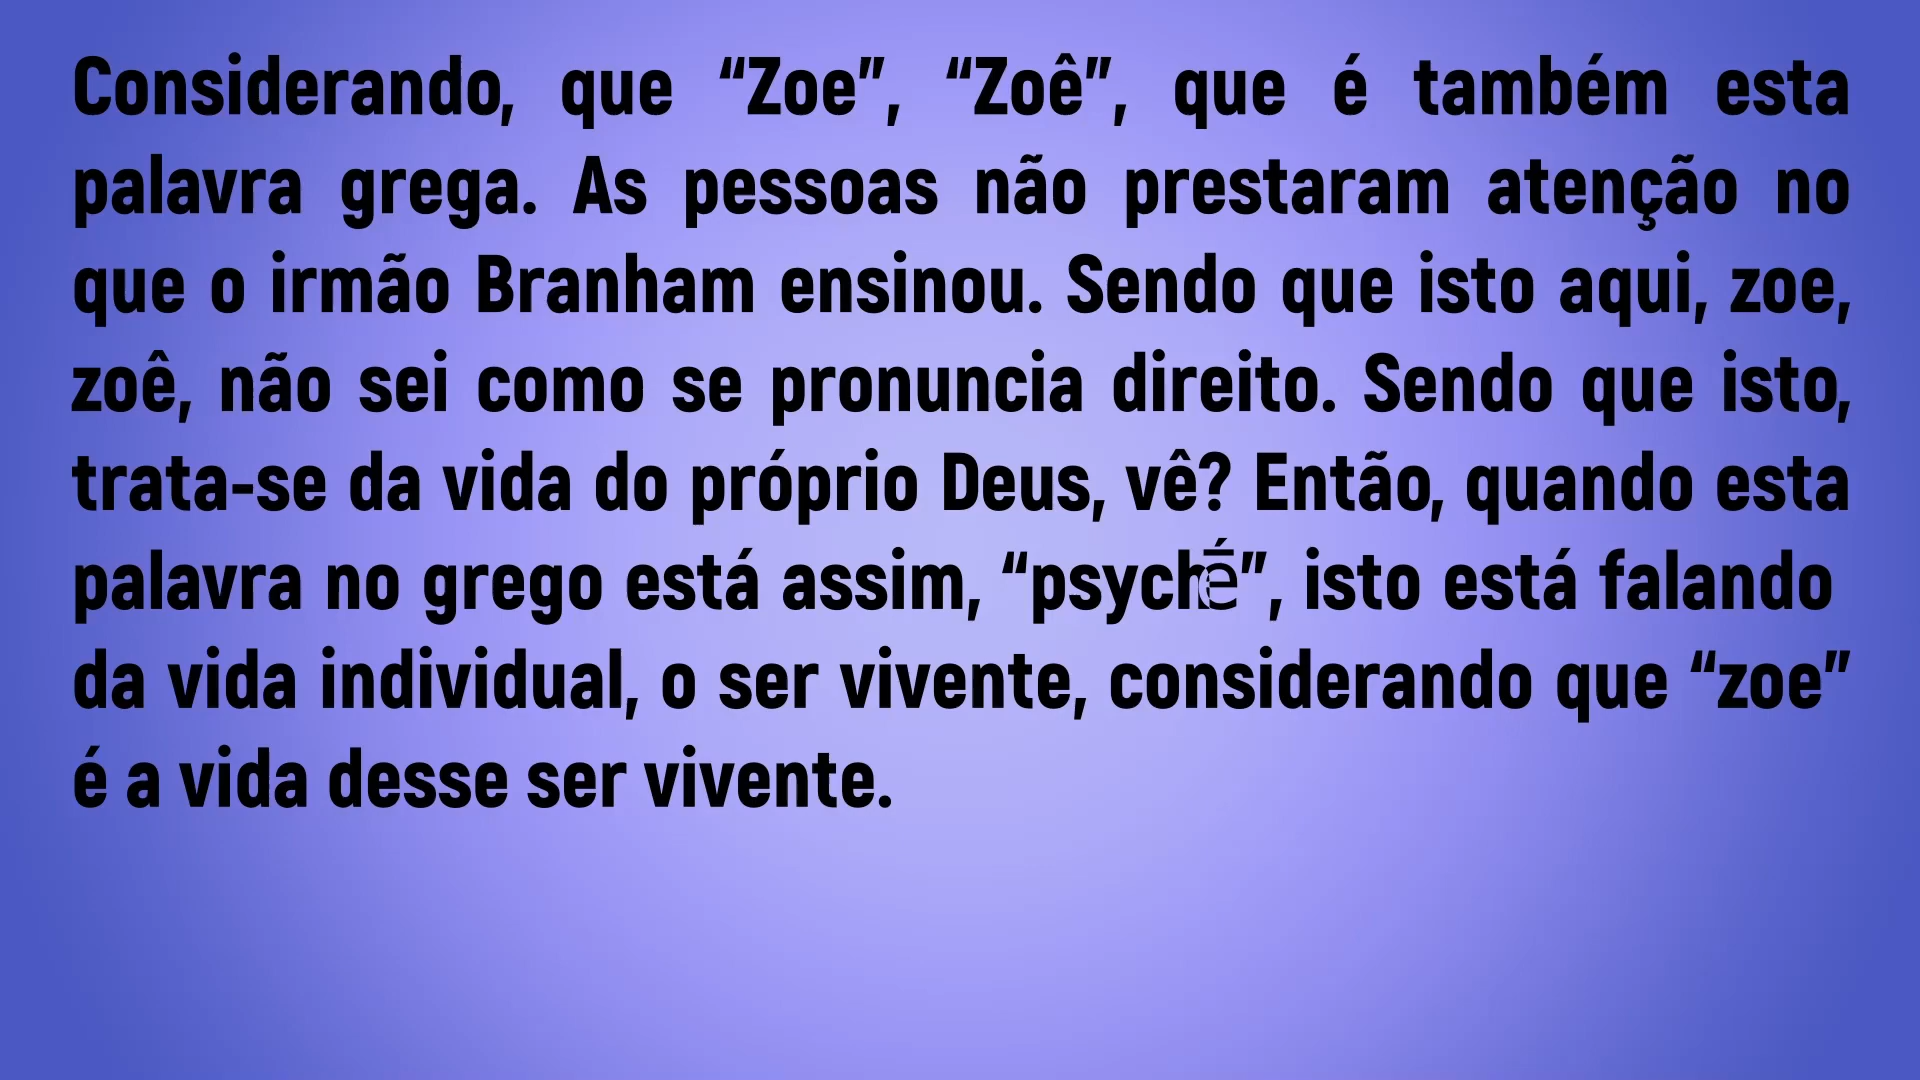 Considerando, que “Zoe”, “Zoê”, que é também esta
palavra grega. As pessoas não prestaram atenção no
que o irmão Branham ensinou. Sendo que isto aqui, zoe,
zoê, não sei como se pronuncia direito. Sendo que isto,
trata-se da vida do próprio Deus, vê? Então, quando esta
palavra no grego está assim, “psychḗ”, isto está falando
da vida individual, o ser vivente, considerando que “zoe”
é a vida desse ser vivente.